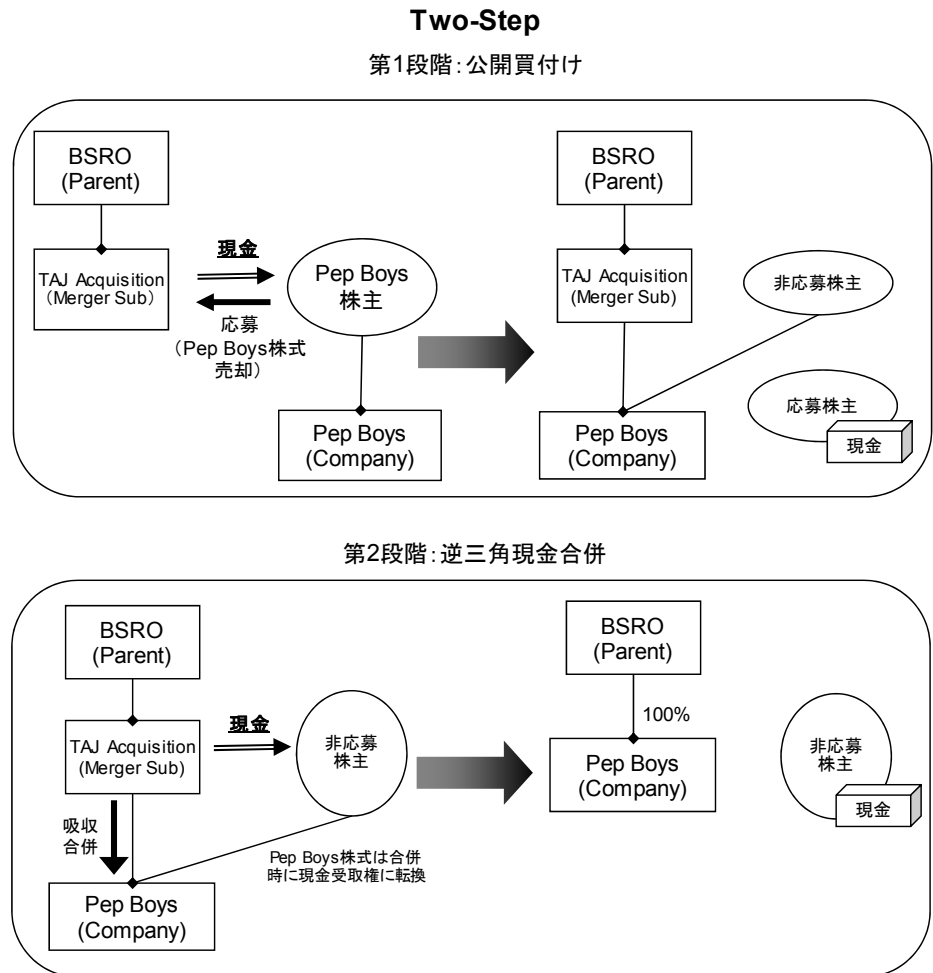 Two-Step
第1段階：公開買付け
BSRO
(Parent)
TAJ Acquisition
（Merger Sub）
現金
応募
（Pep Boys株式
売却）
Pep Boys
株主
Pep Boys
(Company)
BSRO
(Parent)
TAJ Acquisition
(Merger Sub)
Pep Boys
(Company)
非応募株主
応募株主
現金
第2段階：逆三角現金合併
BSRO
(Parent)
TAJ Acquisition
(Merger Sub)
現金
非応募
株主
吸収
合併
Pep Boys株式は合併
時に現金受取権に転換
Pep Boys
(Company)
BSRO
(Parent)
100%
Pep Boys
(Company)
非応募
株主
現金